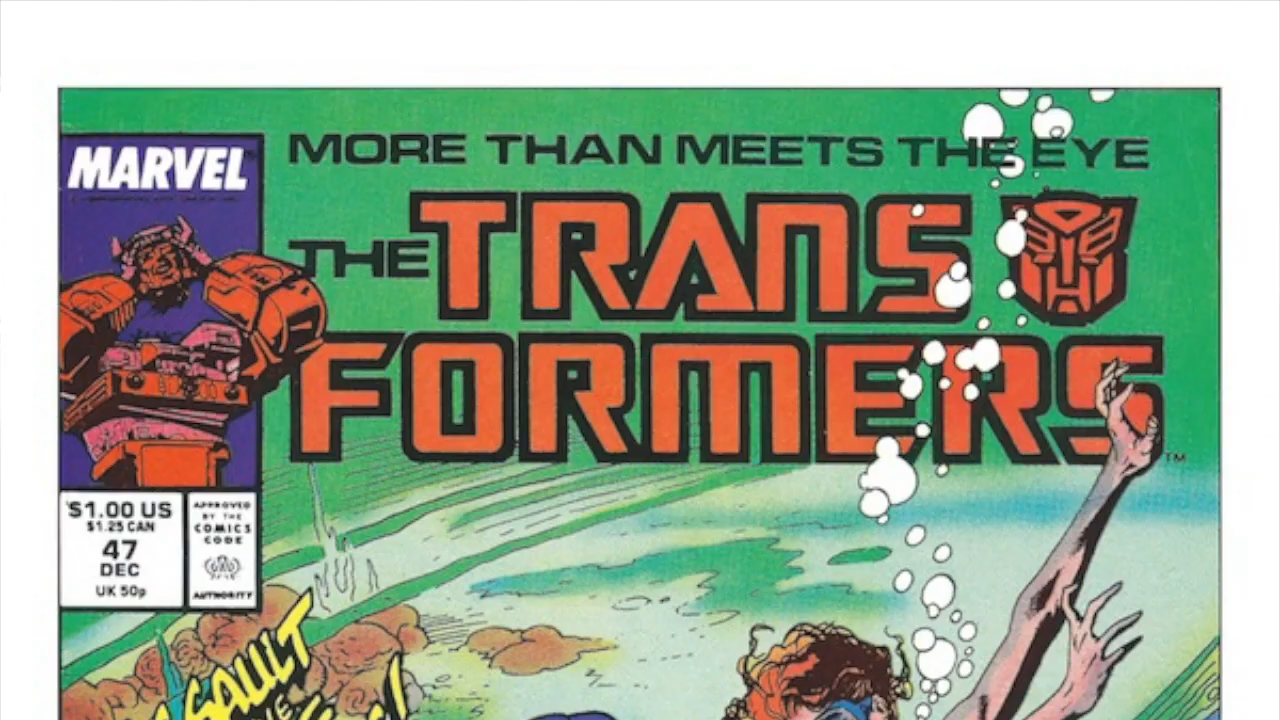 MORE THAN MEETS THE EYE
MARVEL
THE TRANS
FORMERS
TM
$1.00 US
$1.25 CAN
47
DEC
UK 50p
APPROVED
BY THE
COMICS
CODE
AUTHORITY
SAULT